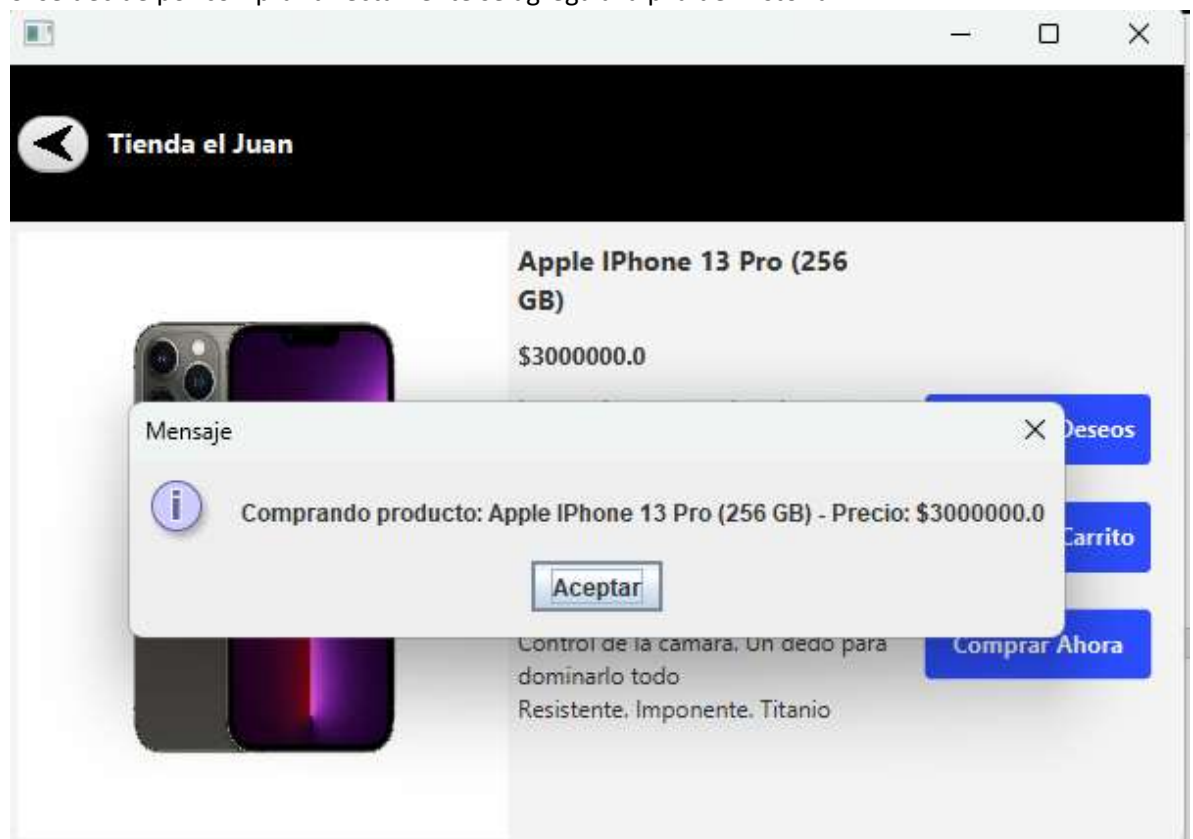 Tienda el Juan
Apple IPhone 13 Pro (256
GB)
$3000000.0
Mensaje
Deseos
Comprando producto: Apple IPhone 13 Pro (256 GB) - Precio: $3000000.0
Carrito
Aceptar
Control de la cámara. Un dedo para
Comprar Ahora
dominarlo todo
Resistente. Imponente. Titanio